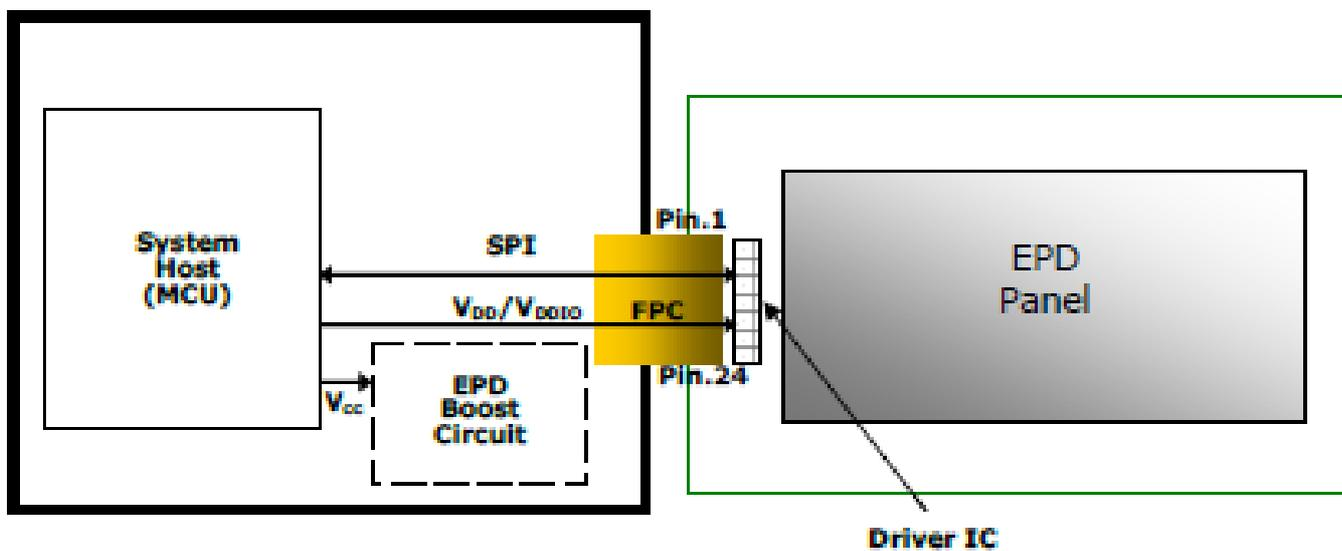 Pin.1
System
Host
(MCU)
SPI
EPD
Panel
VDD/VDDIO
FPC
Pin.24
VCC
EPD
Boost
Circuit
Driver IC